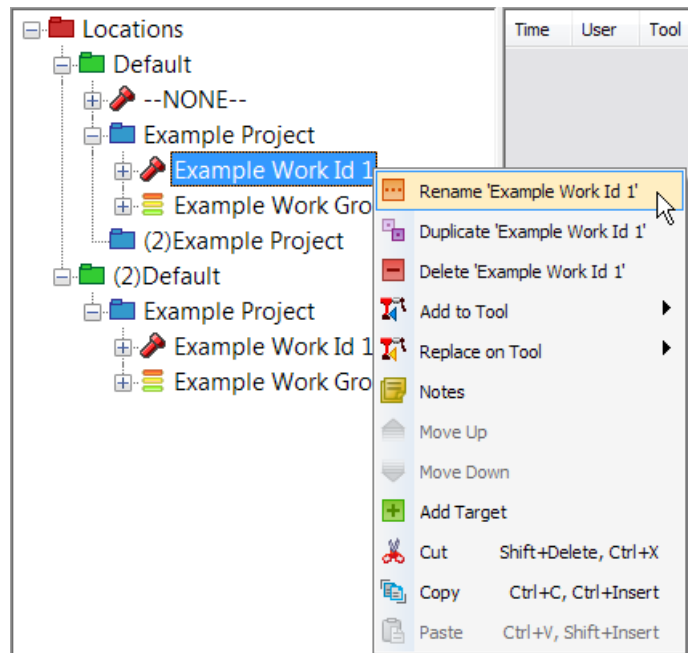 Locations
Default
--NONE--
Example Project
Example Work Id 1
Example Work Gro
(2)Example Project
(2)Default
Example Project
Example Work Id 1
Example Work Gro
Time User Tool
Rename 'Example Work Id 1'
Duplicate 'Example Work Id 1'
Delete 'Example Work Id 1'
Add to Tool
Replace on Tool
Notes
Move Up
Move Down
Add Target
Cut Shift+Delete, Ctrl+X
Copy Ctrl+C, Ctrl+Insert
Paste Ctrl+V, Shift+Insert